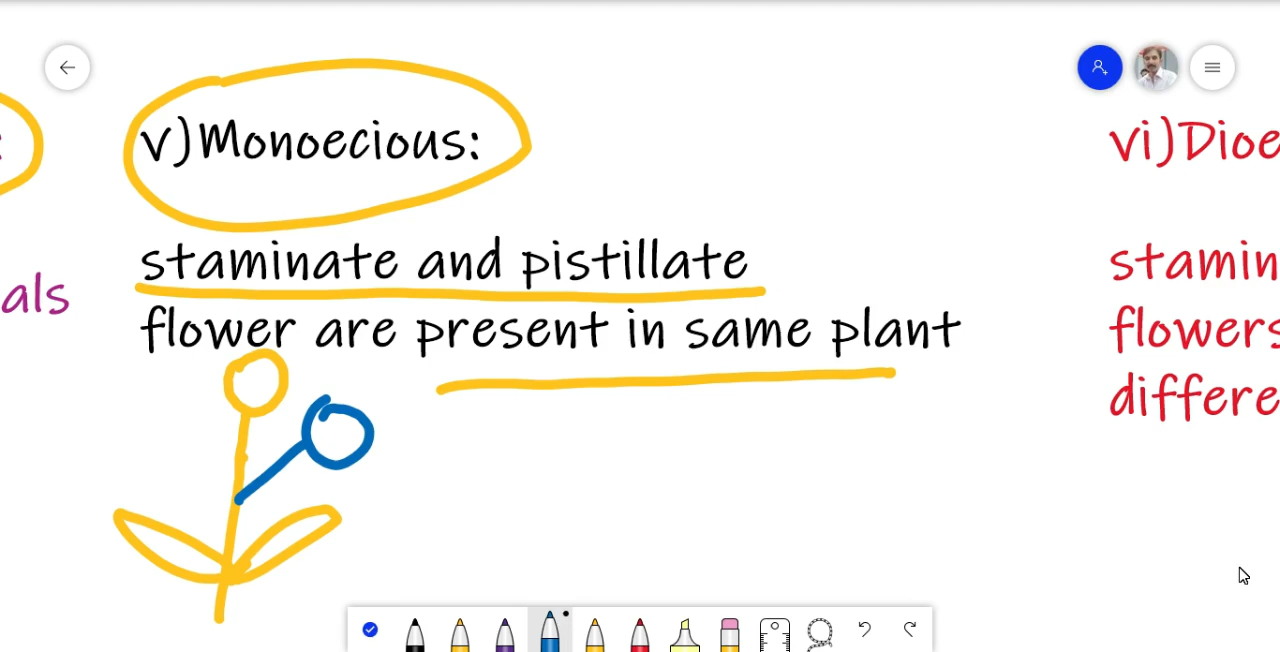 v)Monoecious:
staminate and pistillate
flower are present in same plant
als
:
vi)Dioe
stamin
flowers
differe